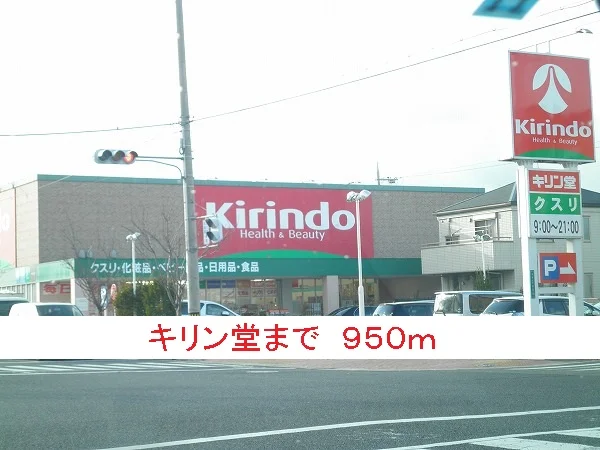 Kirindo
Health & Beauty
キリン堂
クスリ
9:00~21:00
P
Kirindo
Health & Beauty
クスリ・化粧品・ベビー 品・日用品・食品
毎日
キリン堂まで 950m